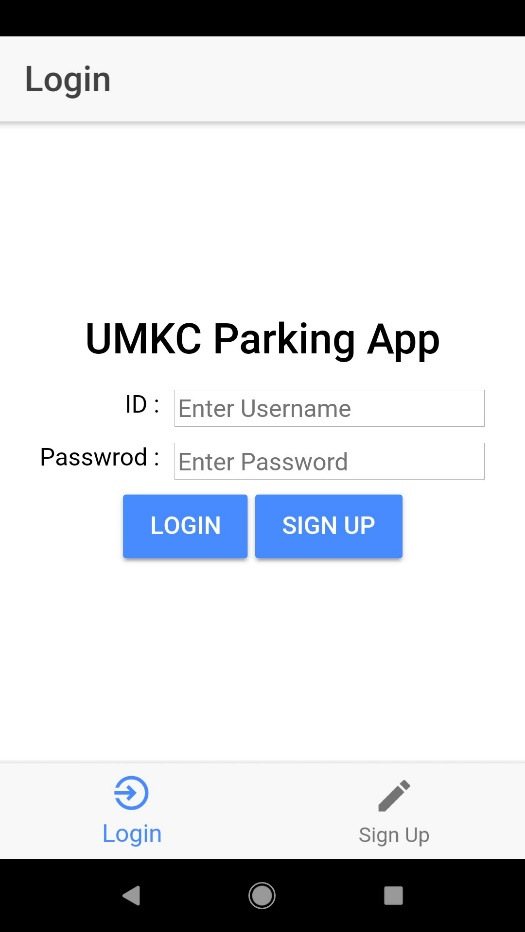 Login
UMKC Parking App
ID : Enter Username
Passwrod : Enter Password
LOGIN SIGN UP
Login Sign Up